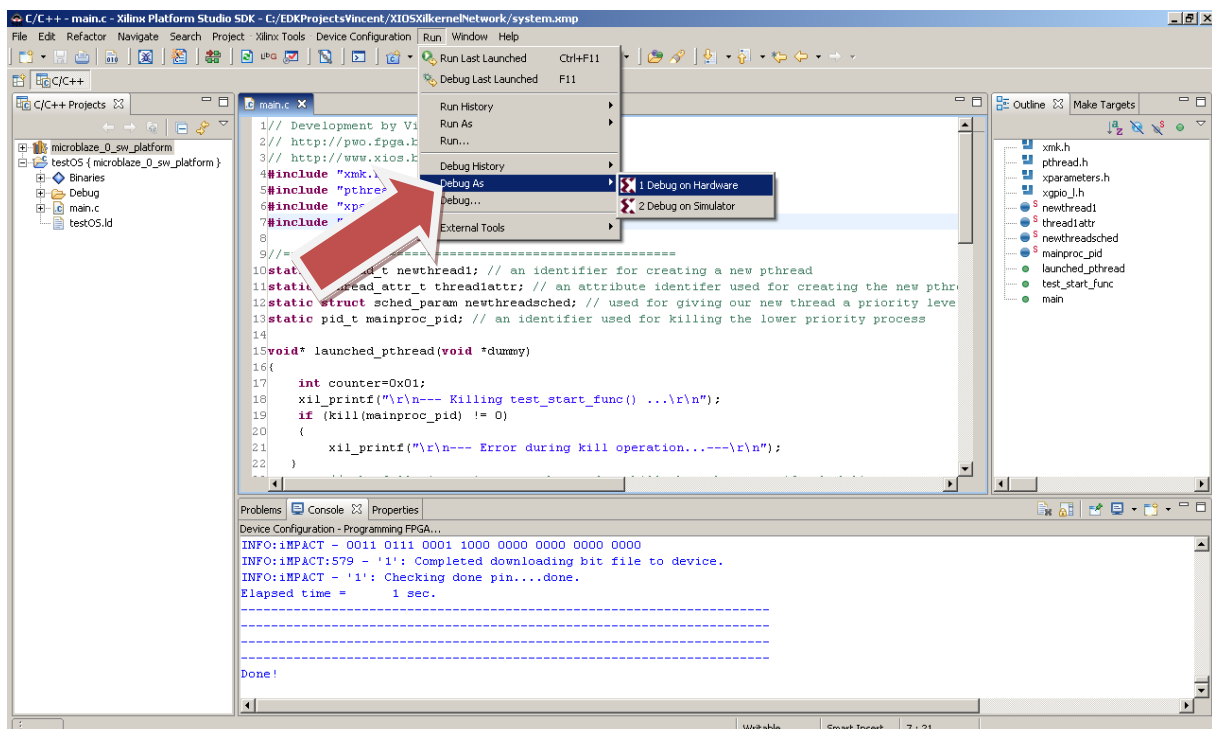 C/C++ - main.c - Xilinx Platform Studio SDK - C:/EDKProjectsVincent/XIOSXilkernelNetwork/system.xmp
File Edit Refactor Navigate Search Project Xilinx Tools Device Configuration Run Window Help
C/C++
Run Last Launched Ctrl+F11
Debug Last Launched F11
Run History
Run As
Run...
Debug History
Debug As
Debug...
External Tools
1 Debug on Hardware
2 Debug on Simulator
C/C++ Projects
microblaze_0_sw_platform
testOS { microblaze_0_sw_platform }
Binaries
Debug
main.c
testOS.ld
main.c
1// Development by Vi
2// http://pwo.fpga.b
3// http://www.xios.b
4#include "xmk.
5#include "pthre
6#include "xpa
7#include "
8
9//=
10stat d_t newthread1; // an identifier for creating a new pthread
11static hread_attr_t thread1attr; // an attribute identifer used for creating the new pthr
12static struct sched_param newthreadsched; // used for giving our new thread a priority leve
13static pid_t mainproc_pid; // an identifier used for killing the lower priority process
14
15void* launched_pthread(void *dummy)
16{
17 int counter=0x01;
18 xil_printf("\r\n--- Killing test_start_func() ...\r\n");
19 if (kill(mainproc_pid) != 0)
20 {
21 xil_printf("\r\n--- Error during kill operation...---\r\n");
22 }
Outline Make Targets
xmk.h
pthread.h
xparameters.h
xgpio_l.h
newthread1
thread1attr
newthreadsched
mainproc_pid
launched_pthread
test_start_func
main
Problems Console Properties
Device Configuration - Programming FPGA...
INFO:iMPACT - 0011 0111 0001 1000 0000 0000 0000 0000
INFO:iMPACT:579 - '1': Completed downloading bit file to device.
INFO:iMPACT - '1': Checking done pin....done.
Elapsed time = 1 sec.
----------------------------------------------------------------------
----------------------------------------------------------------------
----------------------------------------------------------------------
----------------------------------------------------------------------
Done!
Writable Smart Insert 7 : 21